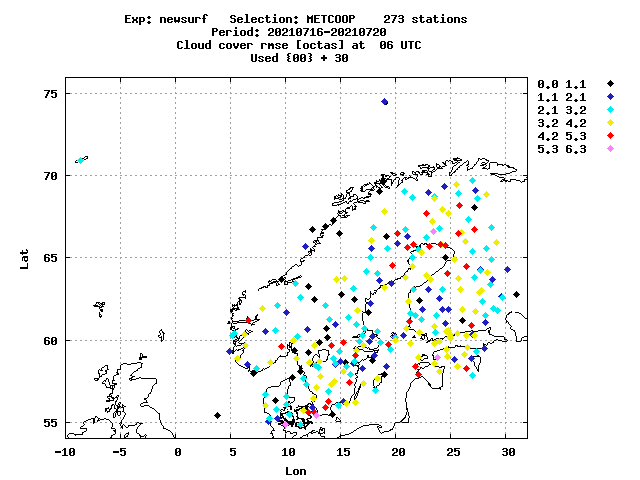 Exp: newsurf Selection: METCOOP 273 stations
Period: 20210716-20210720
Cloud cover rmse [octas] at 06 UTC
Used {00} + 30
0.0 1.1
1.1 2.1
2.1 3.2
3.2 4.2
4.2 5.3
5.3 6.3
75
70
65
60
55
Lat
-10 -5 0 5 10 15 20 25 30
Lon